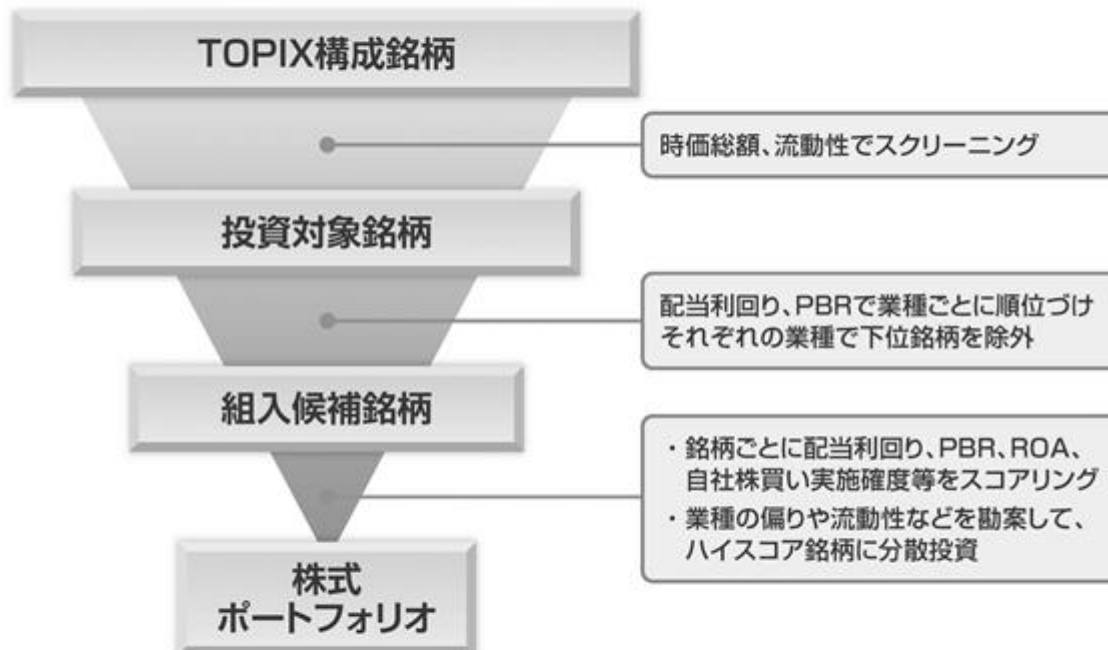 TOPIX構成銘柄
時価総額、流動性でスクリーニング
投資対象銘柄
配当利回り、PBRで業種ごとに順位づけ
それぞれの業種で下位銘柄を除外
組入候補銘柄
・銘柄ごとに配当利回り、PBR、ROA、
自社株買い実施確度等をスコアリング
・業種の偏りや流動性などを勘案して、
ハイスコア銘柄に分散投資
株式
ポートフォリオ